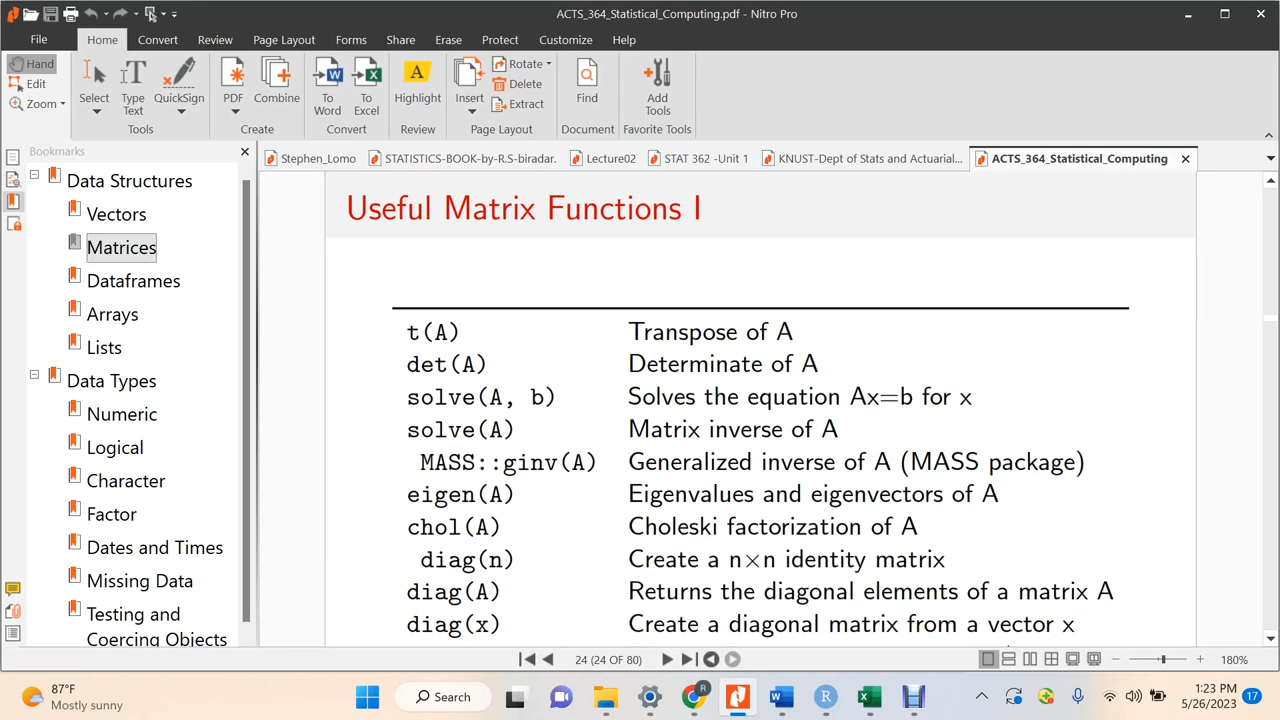 ACTS_364_Statistical_Computing.pdf - Nitro Pro
File Home Convert Review Page Layout Forms Share Erase Protect Customize Help
Hand
Edit
Zoom
Select
Type Text
QuickSign
Tools
PDF
Combine
Create
To Word
To Excel
Convert
A
Highlight
Review
Insert
Rotate
Delete
Extract
Page Layout
Find
Document
Add Tools
Favorite Tools
Bookmarks
Stephen_Lomo STATISTICS-BOOK-by-R.S-biradar. Lecture02 STAT 362 -Unit 1 KNUST-Dept of Stats and Actuarial... ACTS_364_Statistical_Computing
Data Structures
Vectors
Matrices
Dataframes
Arrays
Lists
Data Types
Numeric
Logical
Character
Factor
Dates and Times
Missing Data
Testing and
Coercing Objects
Useful Matrix Functions I
t(A) Transpose of A
det(A) Determinate of A
solve(A, b) Solves the equation Ax=b for x
solve(A) Matrix inverse of A
MASS::ginv(A) Generalized inverse of A (MASS package)
eigen(A) Eigenvalues and eigenvectors of A
chol(A) Choleski factorization of A
diag(n) Create a n×n identity matrix
diag(A) Returns the diagonal elements of a matrix A
diag(x) Create a diagonal matrix from a vector x
24 (24 OF 80)
180%
87°F
Mostly sunny
Search
R
1:23 PM
5/26/2023
17